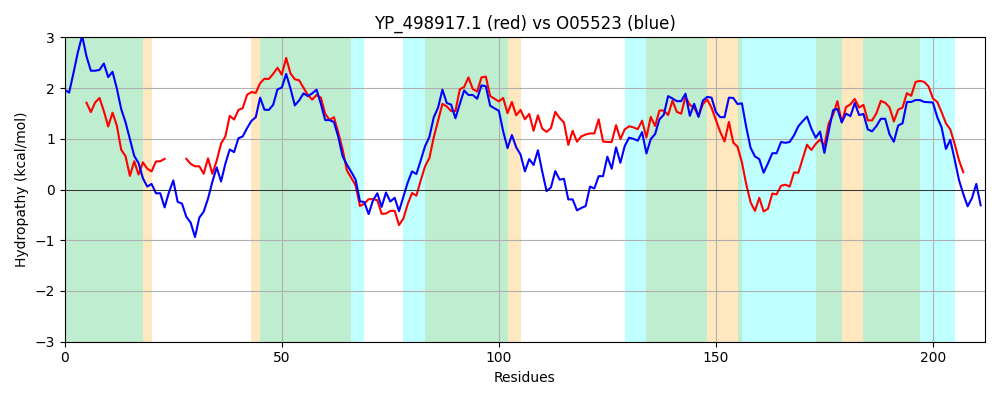 YP_498917.1 (red) vs O05523 (blue)
Hydropathy (kcal/mol)
3
2
1
0
−1
−2
−3
0 50 100 150 200
Residues